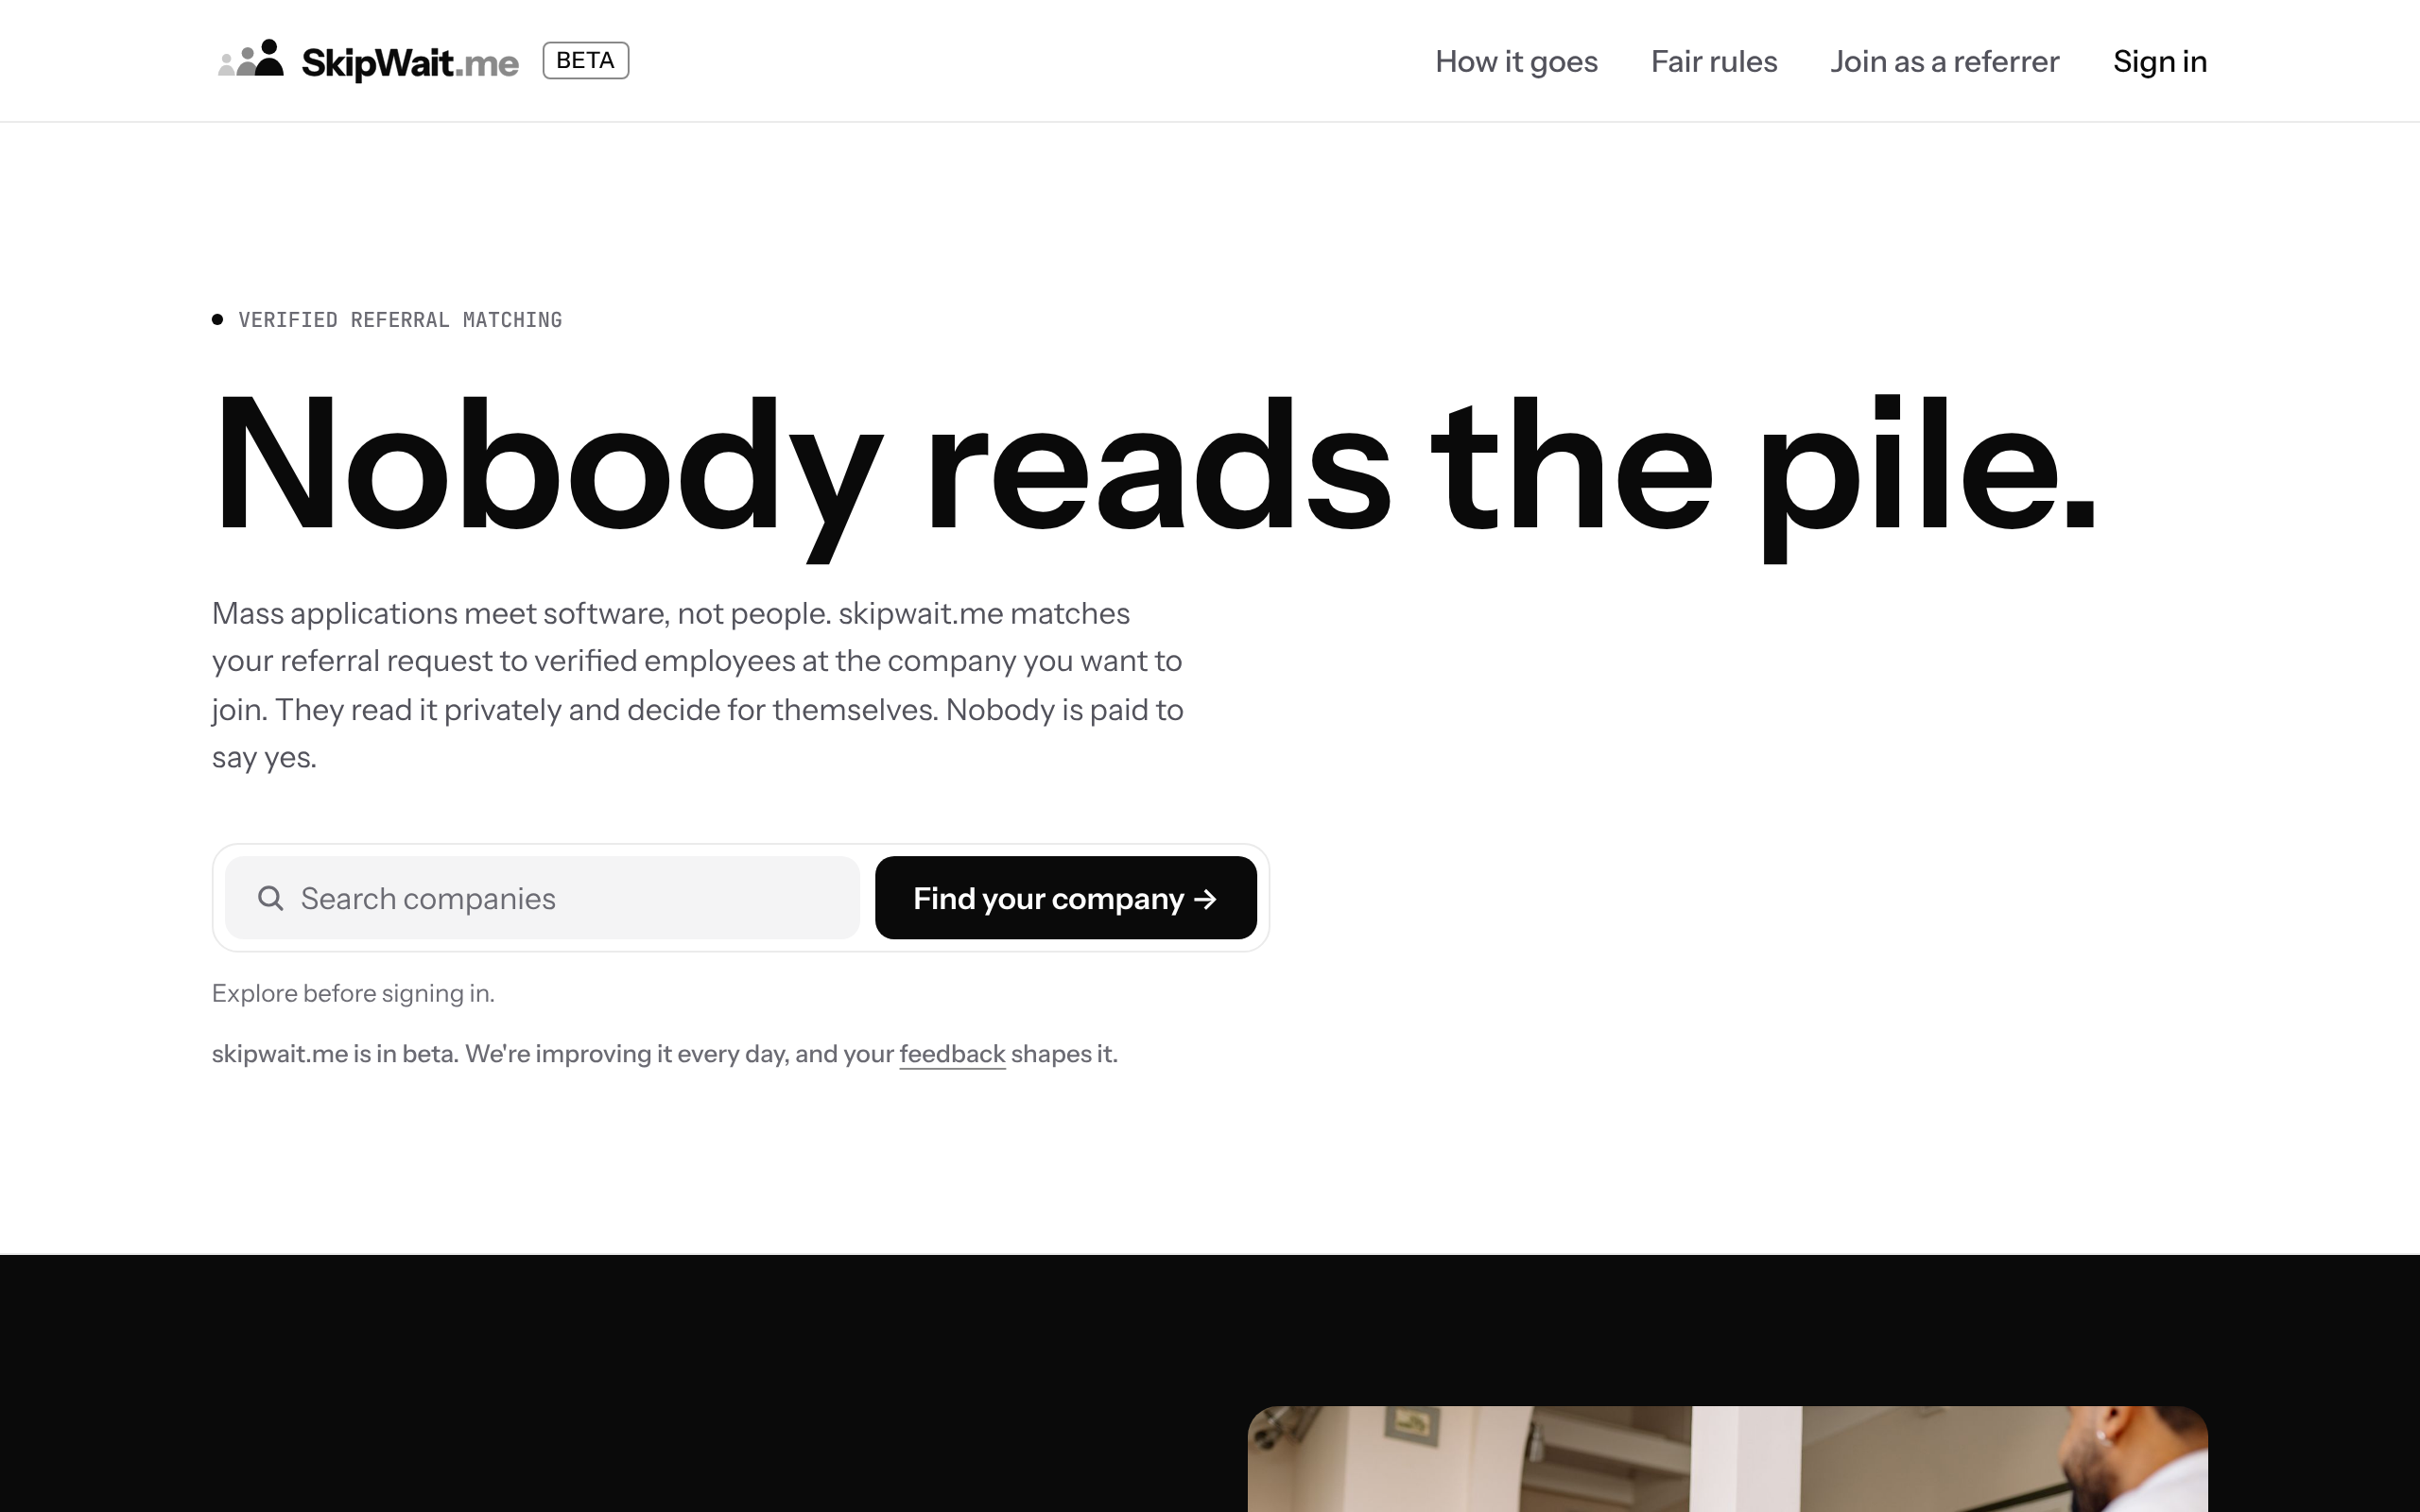 SkipWait.me BETA How it goes Fair rules Join as a referrer Sign in
VERIFIED REFERRAL MATCHING
Nobody reads the pile.
Mass applications meet software, not people. skipwait.me matches
your referral request to verified employees at the company you want to
join. They read it privately and decide for themselves. Nobody is paid to
say yes.
Search companies Find your company →
Explore before signing in.
skipwait.me is in beta. We're improving it every day, and your feedback shapes it.